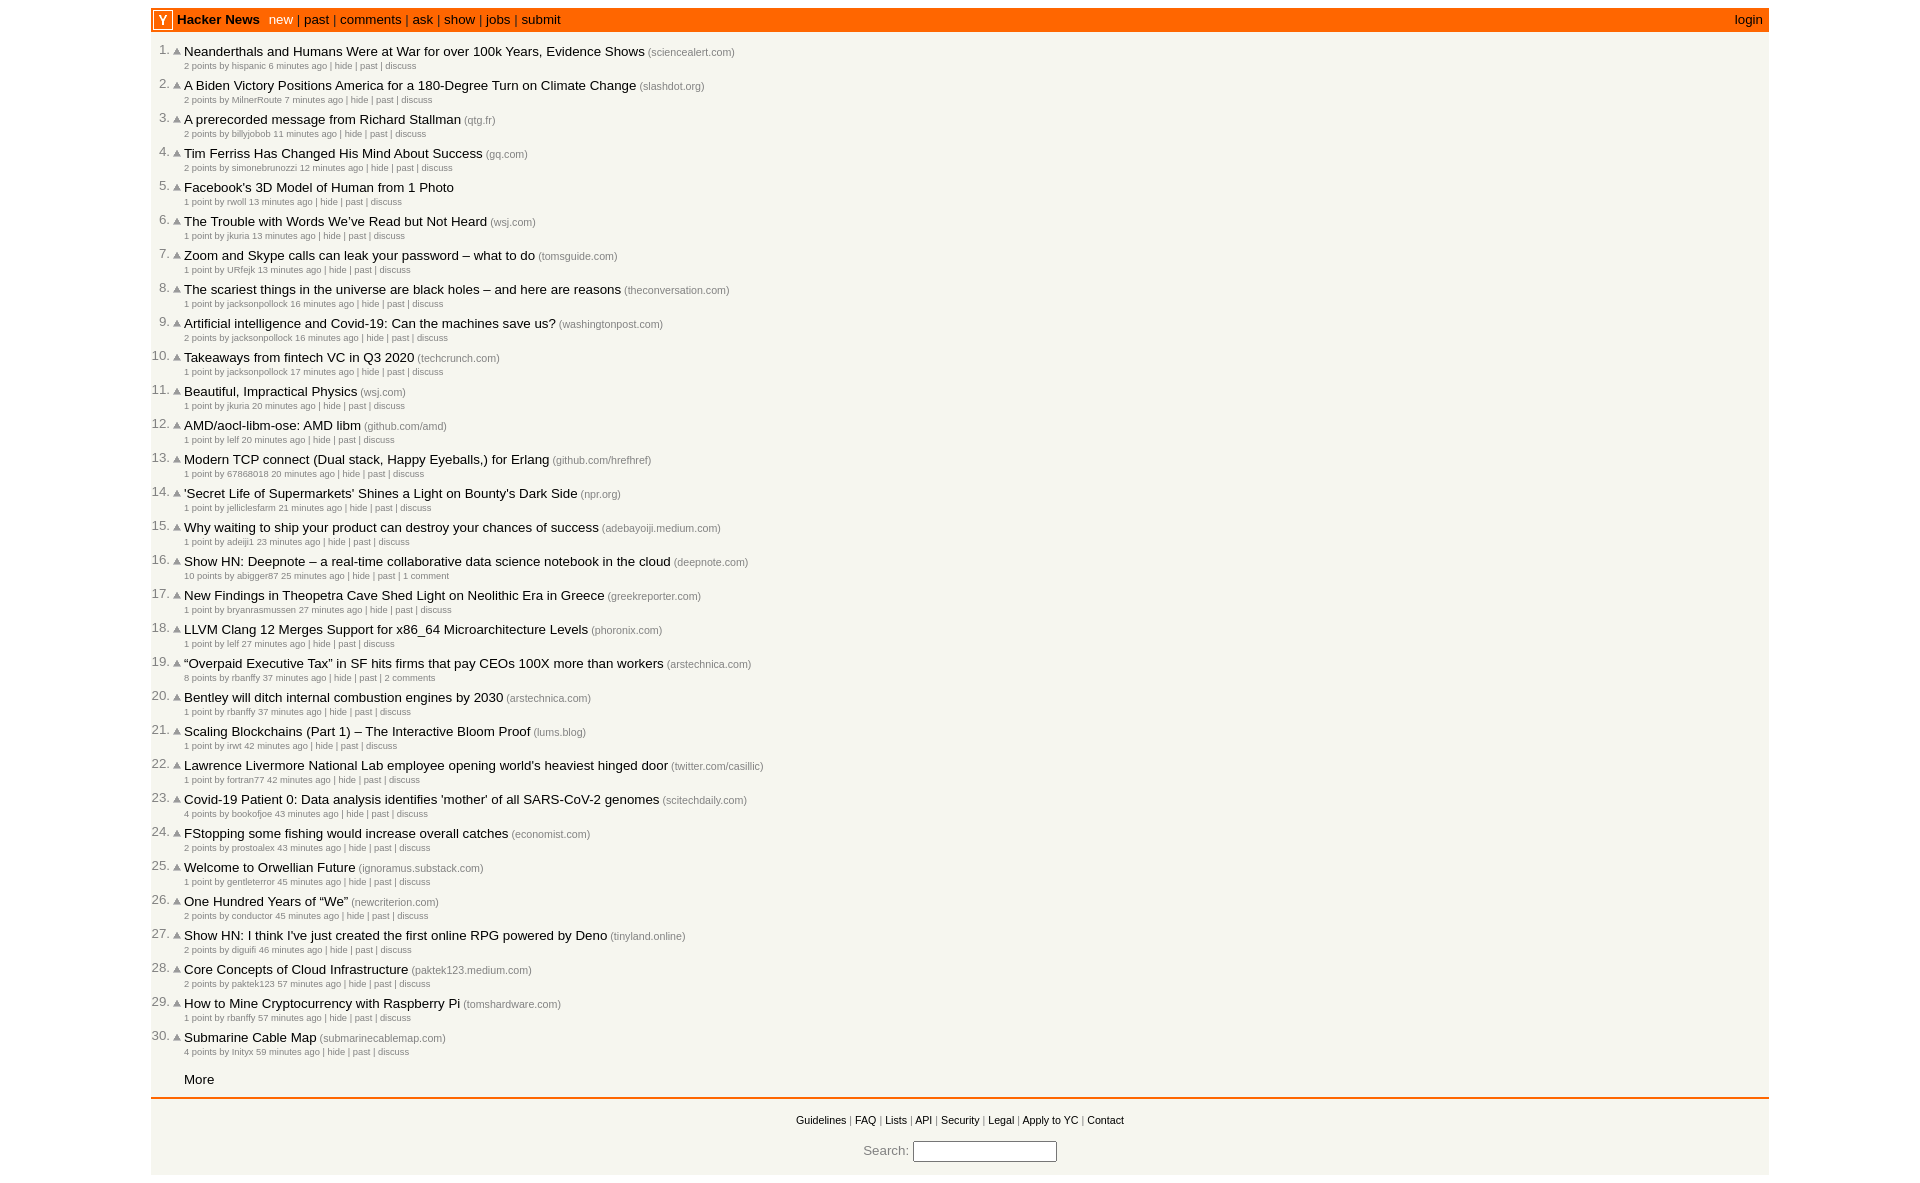 Y Hacker News new | past | comments | ask | show | jobs | submit login
1. Neanderthals and Humans Were at War for over 100k Years, Evidence Shows (sciencealert.com)
2 points by hispanic 6 minutes ago | hide | past | discuss
2. A Biden Victory Positions America for a 180-Degree Turn on Climate Change (slashdot.org)
2 points by MilnerRoute 7 minutes ago | hide | past | discuss
3. A prerecorded message from Richard Stallman (qtg.fr)
2 points by billyjobob 11 minutes ago | hide | past | discuss
4. Tim Ferriss Has Changed His Mind About Success (gq.com)
2 points by simonebrunozzi 12 minutes ago | hide | past | discuss
5. Facebook's 3D Model of Human from 1 Photo
1 point by rwoll 13 minutes ago | hide | past | discuss
6. The Trouble with Words We’ve Read but Not Heard (wsj.com)
1 point by jkuria 13 minutes ago | hide | past | discuss
7. Zoom and Skype calls can leak your password – what to do (tomsguide.com)
1 point by URfejk 13 minutes ago | hide | past | discuss
8. The scariest things in the universe are black holes – and here are reasons (theconversation.com)
1 point by jacksonpollock 16 minutes ago | hide | past | discuss
9. Artificial intelligence and Covid-19: Can the machines save us? (washingtonpost.com)
2 points by jacksonpollock 16 minutes ago | hide | past | discuss
10. Takeaways from fintech VC in Q3 2020 (techcrunch.com)
1 point by jacksonpollock 17 minutes ago | hide | past | discuss
11. Beautiful, Impractical Physics (wsj.com)
1 point by jkuria 20 minutes ago | hide | past | discuss
12. AMD/aocl-libm-ose: AMD libm (github.com/amd)
1 point by lelf 20 minutes ago | hide | past | discuss
13. Modern TCP connect (Dual stack, Happy Eyeballs,) for Erlang (github.com/hrefhref)
1 point by 67868018 20 minutes ago | hide | past | discuss
14. 'Secret Life of Supermarkets' Shines a Light on Bounty's Dark Side (npr.org)
1 point by jelliclesfarm 21 minutes ago | hide | past | discuss
15. Why waiting to ship your product can destroy your chances of success (adebayoiji.medium.com)
1 point by adeiji1 23 minutes ago | hide | past | discuss
16. Show HN: Deepnote – a real-time collaborative data science notebook in the cloud (deepnote.com)
10 points by abigger87 25 minutes ago | hide | past | 1 comment
17. New Findings in Theopetra Cave Shed Light on Neolithic Era in Greece (greekreporter.com)
1 point by bryanrasmussen 27 minutes ago | hide | past | discuss
18. LLVM Clang 12 Merges Support for x86_64 Microarchitecture Levels (phoronix.com)
1 point by lelf 27 minutes ago | hide | past | discuss
19. “Overpaid Executive Tax” in SF hits firms that pay CEOs 100X more than workers (arstechnica.com)
8 points by rbanffy 37 minutes ago | hide | past | 2 comments
20. Bentley will ditch internal combustion engines by 2030 (arstechnica.com)
1 point by rbanffy 37 minutes ago | hide | past | discuss
21. Scaling Blockchains (Part 1) – The Interactive Bloom Proof (lums.blog)
1 point by irwt 42 minutes ago | hide | past | discuss
22. Lawrence Livermore National Lab employee opening world's heaviest hinged door (twitter.com/casillic)
1 point by fortran77 42 minutes ago | hide | past | discuss
23. Covid-19 Patient 0: Data analysis identifies 'mother' of all SARS-CoV-2 genomes (scitechdaily.com)
4 points by bookofjoe 43 minutes ago | hide | past | discuss
24. FStopping some fishing would increase overall catches (economist.com)
2 points by prostoalex 43 minutes ago | hide | past | discuss
25. Welcome to Orwellian Future (ignoramus.substack.com)
1 point by gentleterror 45 minutes ago | hide | past | discuss
26. One Hundred Years of “We” (newcriterion.com)
2 points by conductor 45 minutes ago | hide | past | discuss
27. Show HN: I think I've just created the first online RPG powered by Deno (tinyland.online)
2 points by diguifi 46 minutes ago | hide | past | discuss
28. Core Concepts of Cloud Infrastructure (paktek123.medium.com)
2 points by paktek123 57 minutes ago | hide | past | discuss
29. How to Mine Cryptocurrency with Raspberry Pi (tomshardware.com)
1 point by rbanffy 57 minutes ago | hide | past | discuss
30. Submarine Cable Map (submarinecablemap.com)
4 points by Inityx 59 minutes ago | hide | past | discuss
More
Guidelines | FAQ | Lists | API | Security | Legal | Apply to YC | Contact
Search: